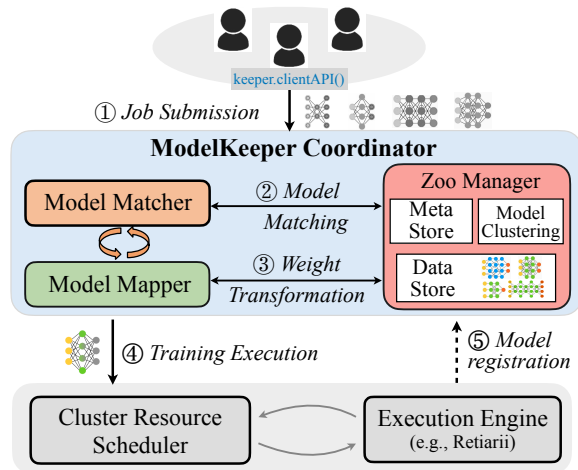 keeper.clientAPI()
① Job Submission
ModelKeeper Coordinator
Model Matcher
② Model
Matching
Zoo Manager
Meta
Store
Model
Clustering
Model Mapper
③ Weight
Transformation
Data
Store
④ Training Execution
⑤ Model
registration
Cluster Resource
Scheduler
Execution Engine
(e.g., Retiarii)